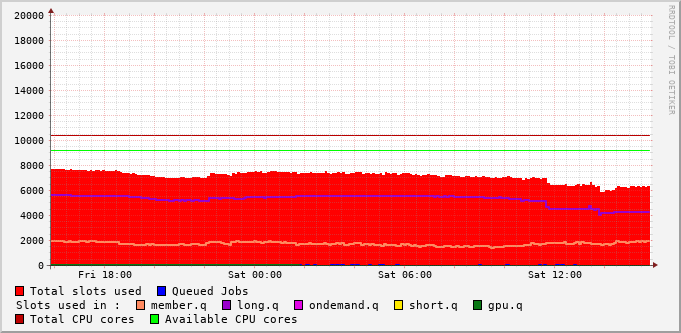 RRDTOOL / TOBI OETIKER
20000
18000
16000
14000
12000
10000
8000
6000
4000
2000
0
Fri 18:00 Sat 00:00 Sat 06:00 Sat 12:00
Total slots used Queued Jobs
Slots used in : member.q long.q ondemand.q short.q gpu.q
Total CPU cores Available CPU cores